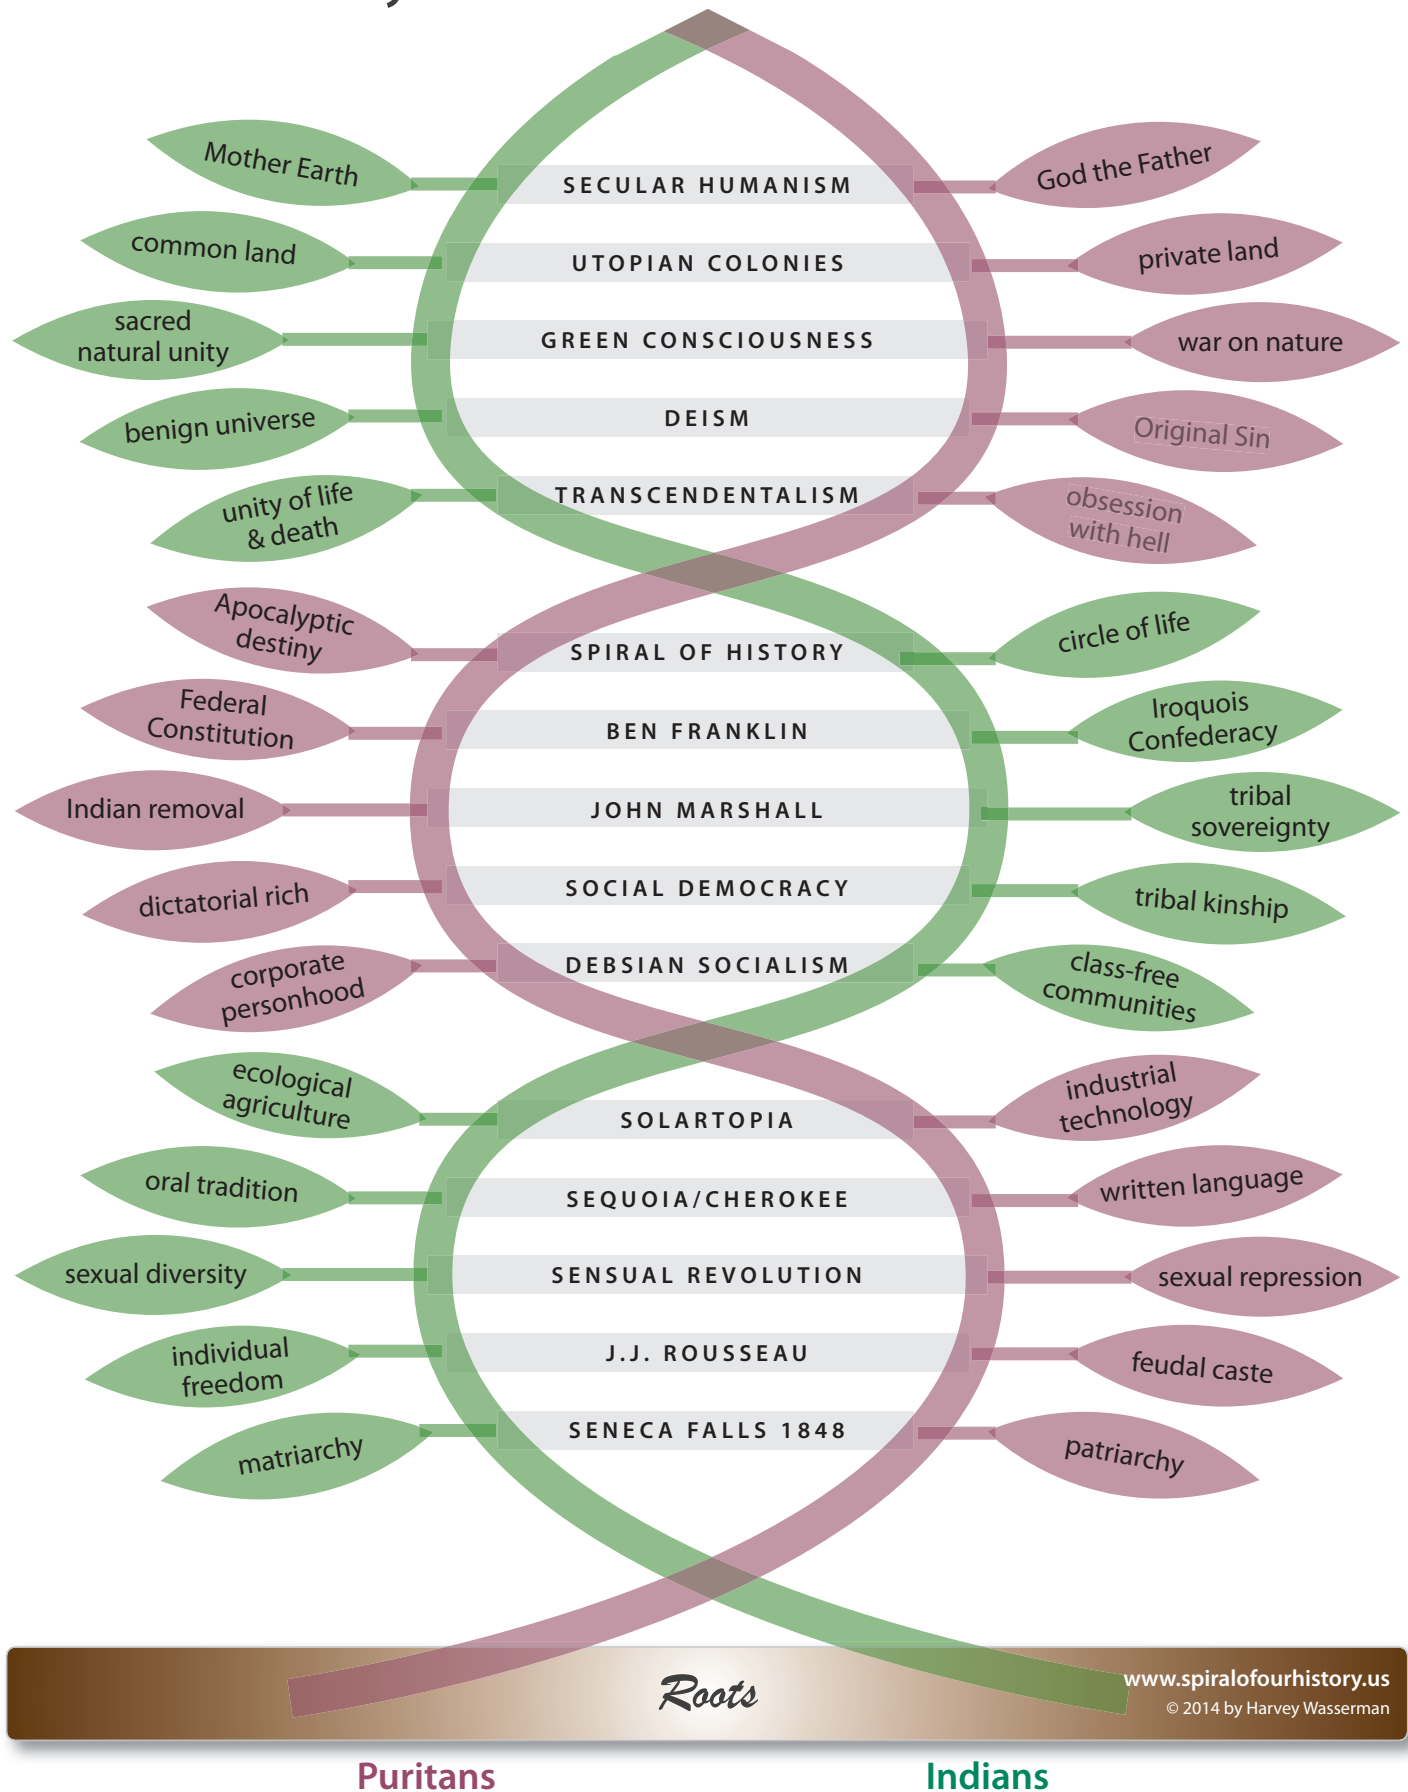 Mother Earth
SECULAR HUMANISM
God the Father
common land
UTOPIAN COLONIES
private land
sacred
natural unity
GREEN CONSCIOUSNESS
war on nature
benign universe
DEISM
Original Sin
unity of life
& death
TRANSCENDENTALISM
obsession
with hell
Apocalyptic
destiny
SPIRAL OF HISTORY
circle of life
Federal
Constitution
BEN FRANKLIN
Iroquois
Confederacy
Indian removal
JOHN MARSHALL
tribal
sovereignty
dictatorial rich
SOCIAL DEMOCRACY
tribal kinship
corporate
personhood
DEBSIAN SOCIALISM
class-free
communities
ecological
agriculture
SOLARTOPIA
industrial
technology
oral tradition
SEQUOIA/CHEROKEE
written language
sexual diversity
SENSUAL REVOLUTION
sexual repression
individual
freedom
J.J. ROUSSEAU
feudal caste
matriarchy
SENECA FALLS 1848
patriarchy
Roots
www.spiralofourhistory.us
© 2014 by Harvey Wasserman
Puritans
Indians